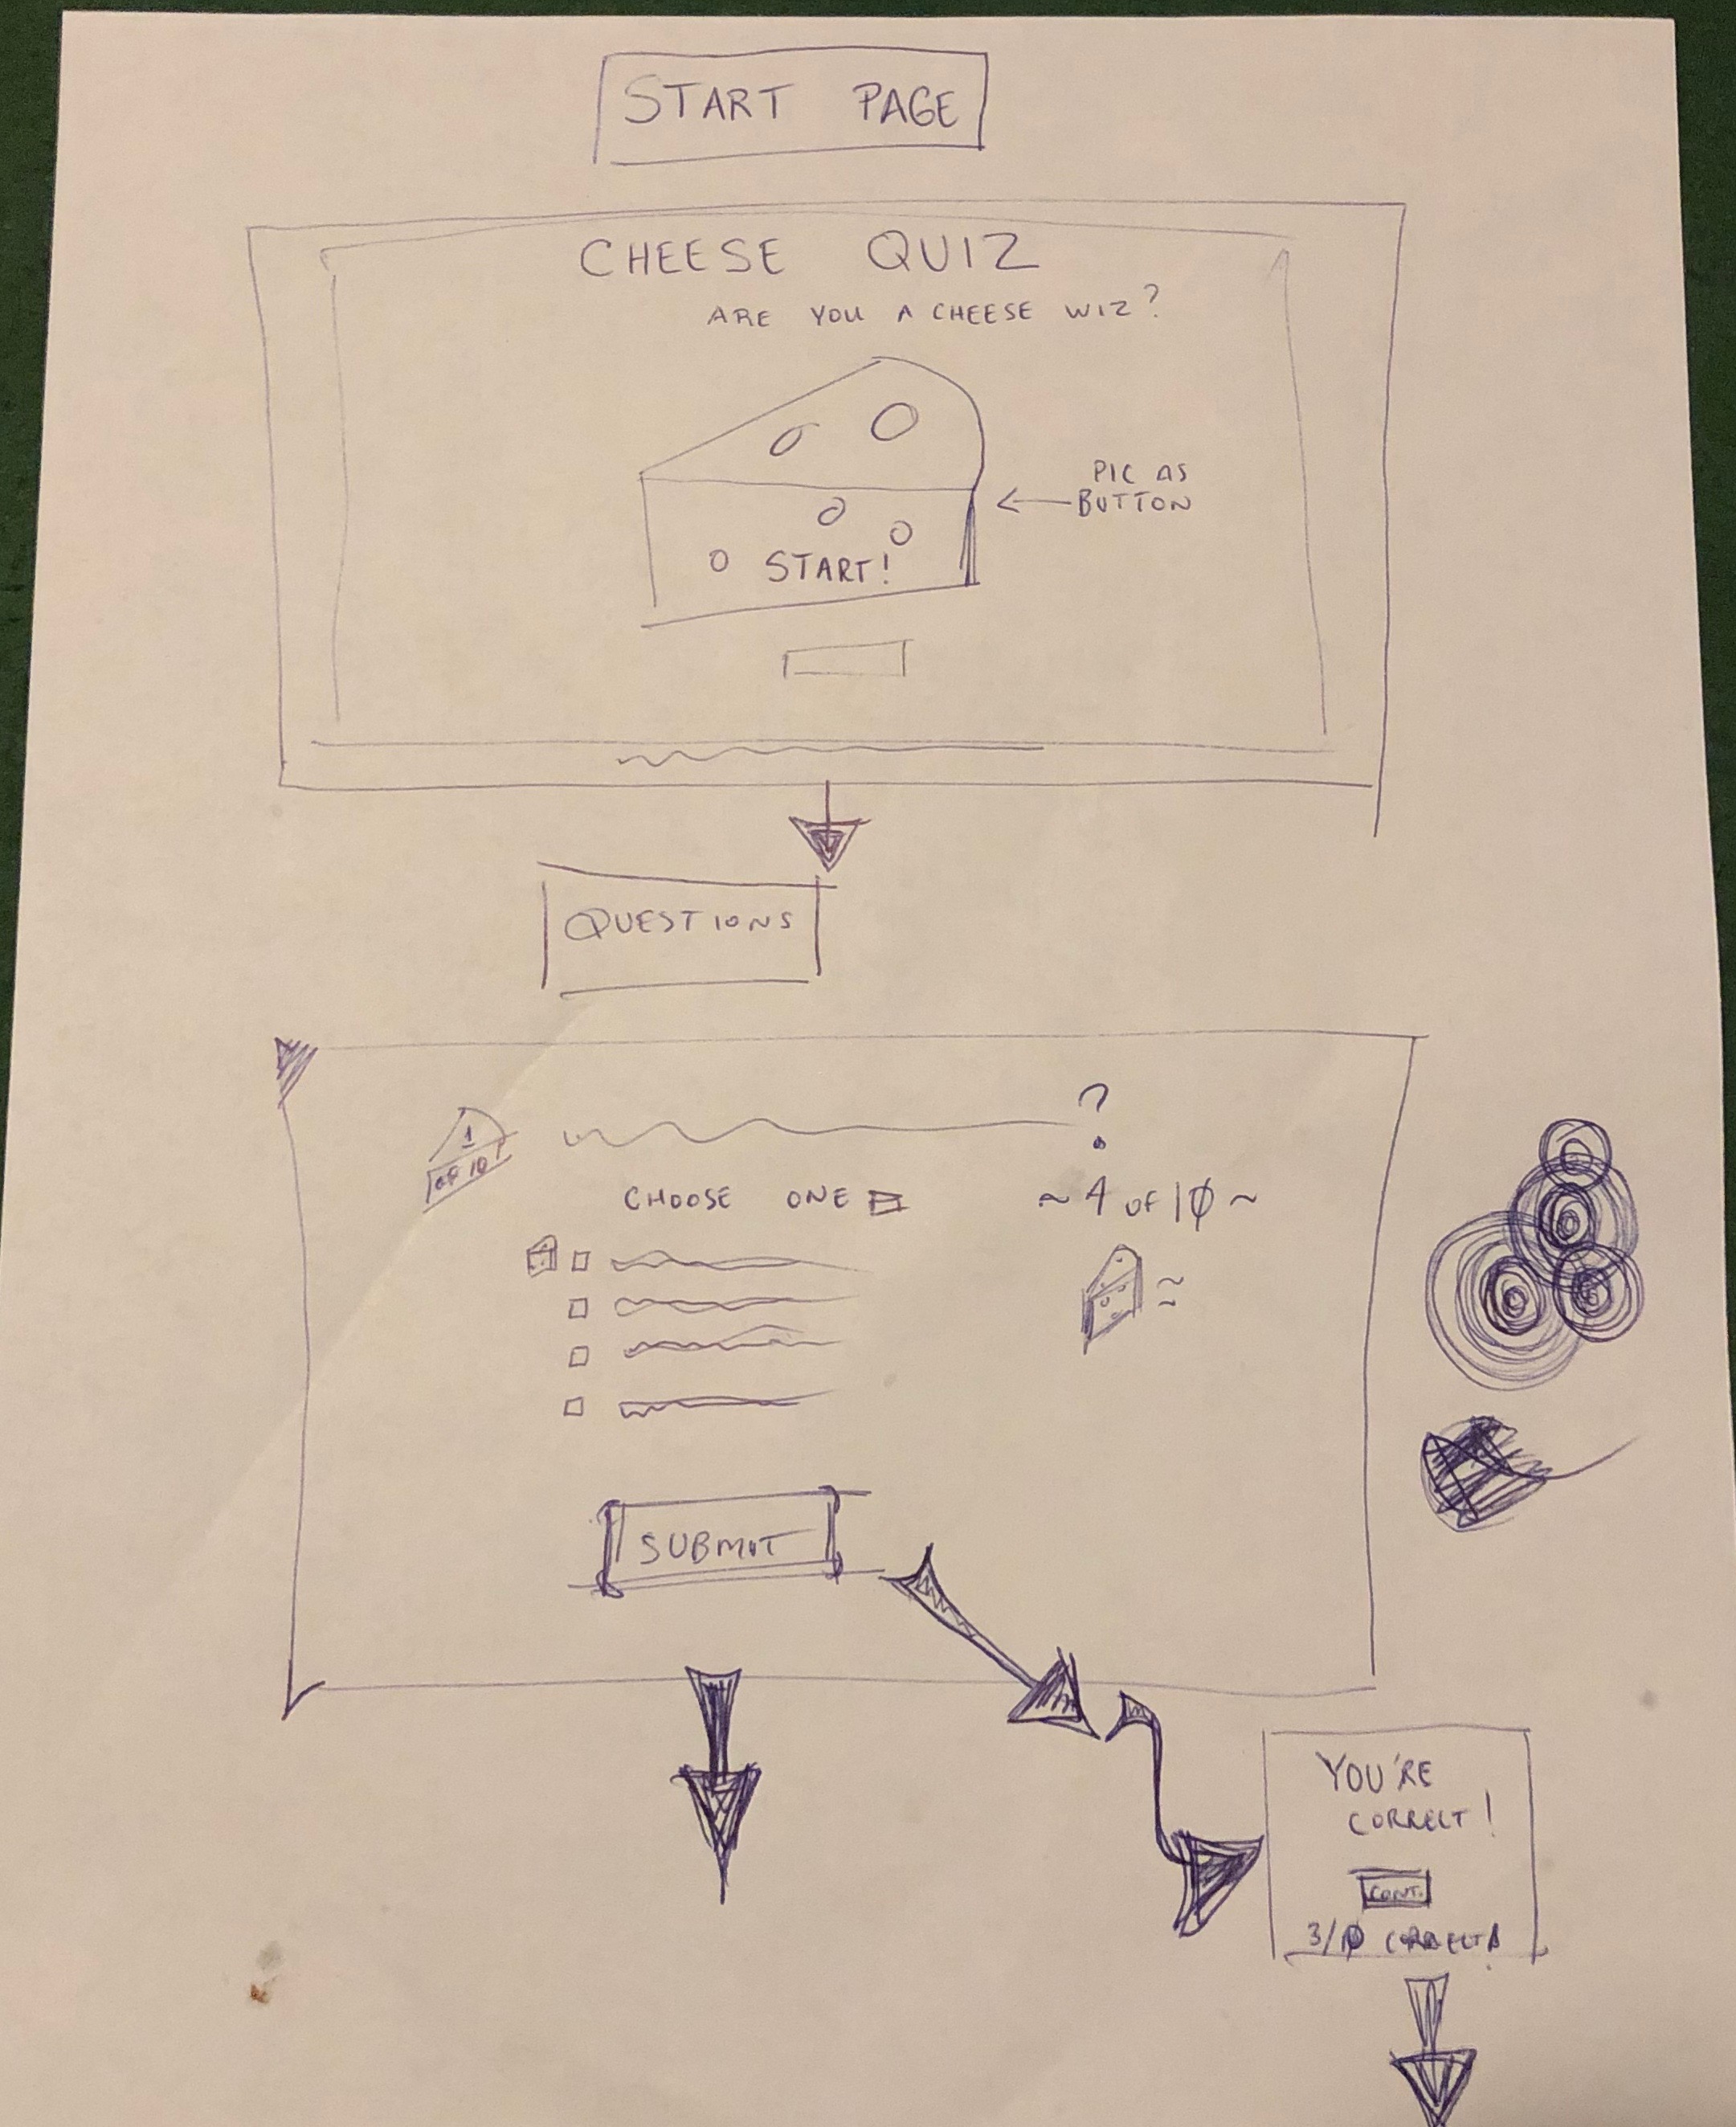 START PAGE
CHEESE QUIZ
ARE YOU A CHEESE WIZ?
PIC AS
BUTTON
START!
QUESTIONS
?
1
OF 10
CHOOSE ONE
~ 4 OF 10 ~
SUBMIT
YOU'RE
CORRECT!
CONT.
3/10 CORRECT